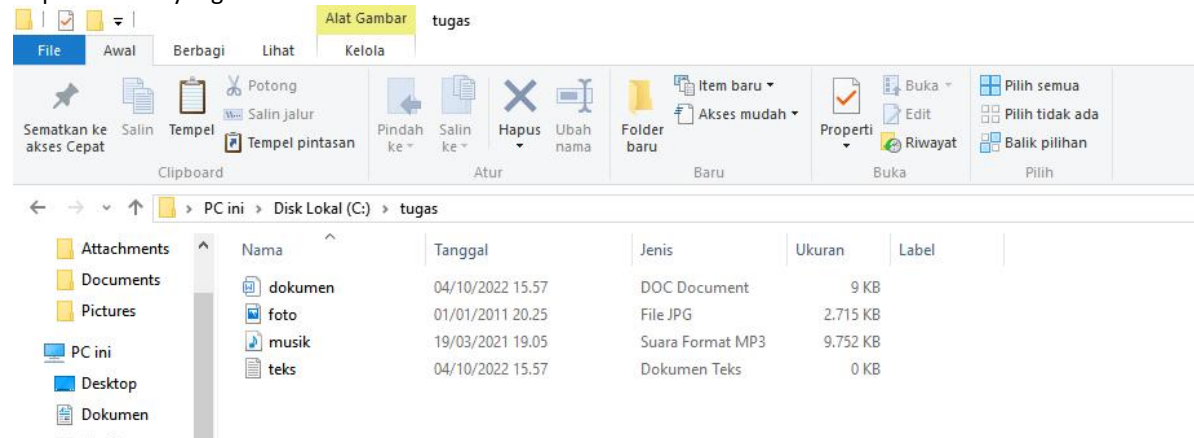 Alat Gambar tugas
File Awal Berbagi Lihat Kelola
Sematkan ke akses Cepat
Salin
Tempel
Potong
Salin jalur
Tempel pintasan
Clipboard
Pindah ke
Salin ke
Hapus
Ubah nama
Atur
Folder baru
Item baru
Akses mudah
Baru
Properti
Buka
Edit
Riwayat
Buka
Pilih semua
Pilih tidak ada
Balik pilihan
Pilih
PC ini > Disk Lokal (C:) > tugas
Attachments
Documents
Pictures
PC ini
Desktop
Dokumen
Nama Tanggal Jenis Ukuran Label
dokumen 04/10/2022 15.57 DOC Document 9 KB
foto 01/01/2011 20.25 File JPG 2.715 KB
musik 19/03/2021 19.05 Suara Format MP3 9.752 KB
teks 04/10/2022 15.57 Dokumen Teks 0 KB